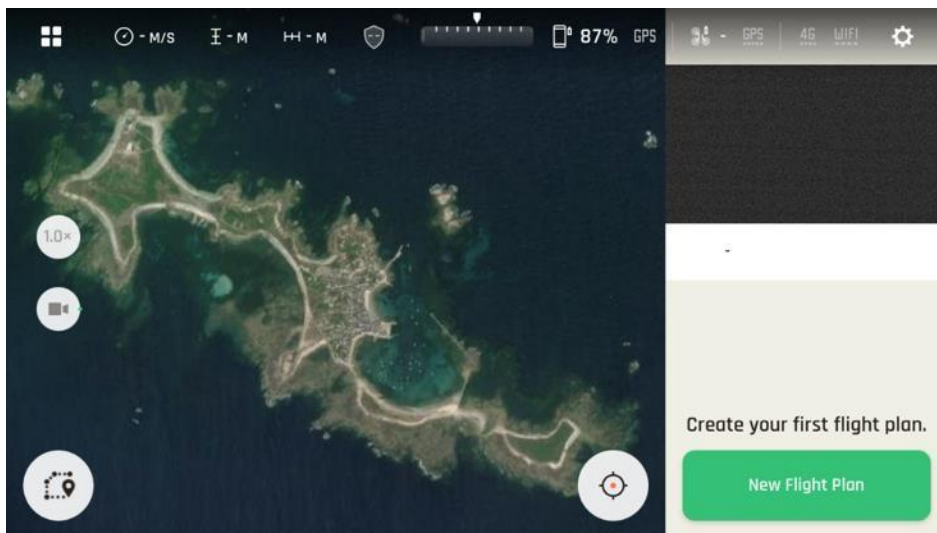 - M/S
- M
- M
87%
GPS
-
GPS
4G
WIFI
1.0×
-
Create your first flight plan.
New Flight Plan